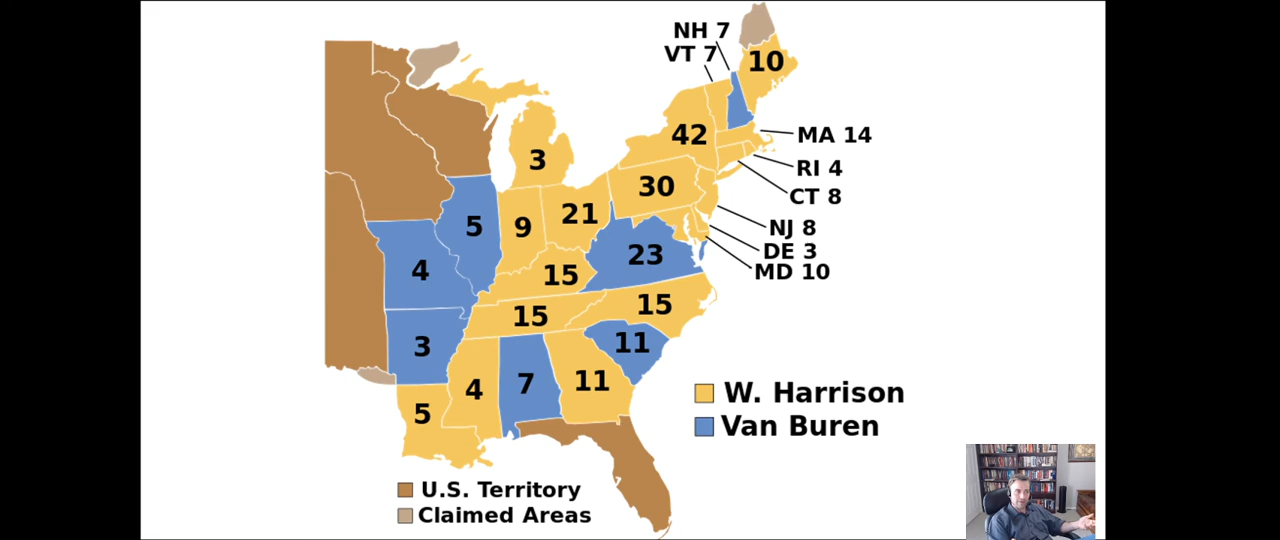 NH 7
VT 7
10
42
MA 14
3
RI 4
30
CT 8
5
9
21
NJ 8
23
DE 3
4
15
MD 10
15
15
3
11
4
7
11
5
W. Harrison
Van Buren
U.S. Territory
Claimed Areas